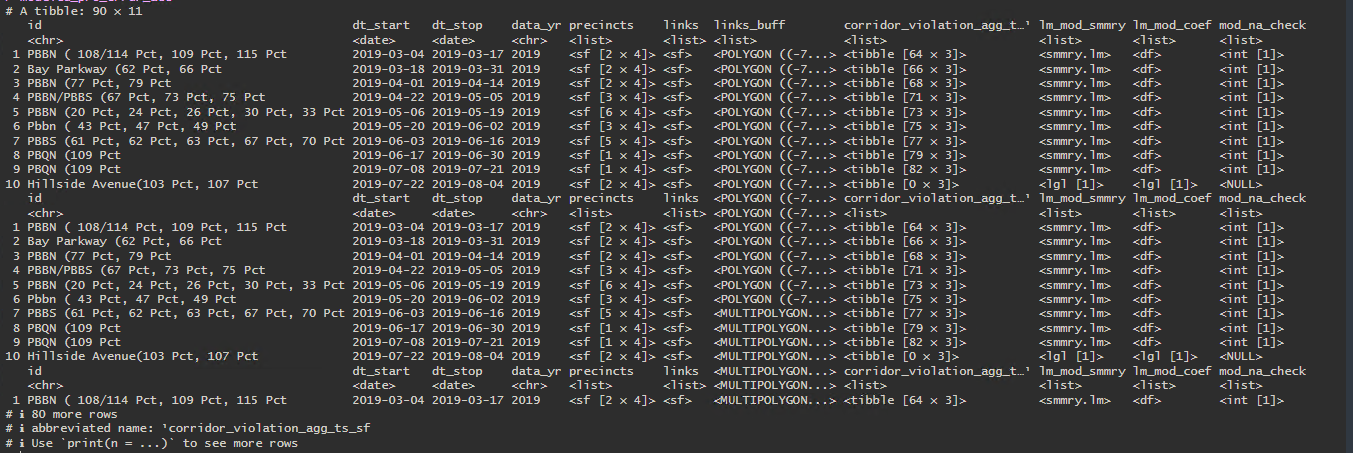 # A tibble: 90 × 11
id dt_start dt_stop data_yr precincts links links_buff corridor_violation_agg_t…¹ lm_mod_smmry lm_mod_coef mod_na_check
<chr> <date> <date> <chr> <list> <list> <list> <list> <list> <list> <list>
1 PBBN ( 108/114 Pct, 109 Pct, 115 Pct 2019-03-04 2019-03-17 2019 <sf [2 × 4]> <sf> <POLYGON ((-7...> <tibble [64 × 3]> <smmry.lm> <df> <int [1]>
2 Bay Parkway (62 Pct, 66 Pct 2019-03-18 2019-03-31 2019 <sf [2 × 4]> <sf> <POLYGON ((-7...> <tibble [66 × 3]> <smmry.lm> <df> <int [1]>
3 PBBN (77 Pct, 79 Pct 2019-04-01 2019-04-14 2019 <sf [2 × 4]> <sf> <POLYGON ((-7...> <tibble [68 × 3]> <smmry.lm> <df> <int [1]>
4 PBBN/PBBS (67 Pct, 73 Pct, 75 Pct 2019-04-22 2019-05-05 2019 <sf [3 × 4]> <sf> <POLYGON ((-7...> <tibble [71 × 3]> <smmry.lm> <df> <int [1]>
5 PBBN (20 Pct, 24 Pct, 26 Pct, 30 Pct, 33 Pct 2019-05-06 2019-05-19 2019 <sf [6 × 4]> <sf> <POLYGON ((-7...> <tibble [73 × 3]> <smmry.lm> <df> <int [1]>
6 Pbbn ( 43 Pct, 47 Pct, 49 Pct 2019-05-20 2019-06-02 2019 <sf [3 × 4]> <sf> <POLYGON ((-7...> <tibble [75 × 3]> <smmry.lm> <df> <int [1]>
7 PBBS (61 Pct, 62 Pct, 63 Pct, 67 Pct, 70 Pct 2019-06-03 2019-06-16 2019 <sf [5 × 4]> <sf> <POLYGON ((-7...> <tibble [77 × 3]> <smmry.lm> <df> <int [1]>
8 PBQN (109 Pct 2019-06-17 2019-06-30 2019 <sf [1 × 4]> <sf> <POLYGON ((-7...> <tibble [79 × 3]> <smmry.lm> <df> <int [1]>
9 PBQN (109 Pct 2019-07-08 2019-07-21 2019 <sf [1 × 4]> <sf> <POLYGON ((-7...> <tibble [82 × 3]> <smmry.lm> <df> <int [1]>
10 Hillside Avenue(103 Pct, 107 Pct 2019-07-22 2019-08-04 2019 <sf [2 × 4]> <sf> <POLYGON ((-7...> <tibble [0 × 3]> <lgl [1]> <lgl [1]> <NULL>
id dt_start dt_stop data_yr precincts links <POLYGON ((-7...> corridor_violation_agg_t…¹ lm_mod_smmry lm_mod_coef mod_na_check
<chr> <date> <date> <chr> <list> <list> <POLYGON ((-7...> <list> <list> <list> <list>
1 PBBN ( 108/114 Pct, 109 Pct, 115 Pct 2019-03-04 2019-03-17 2019 <sf [2 × 4]> <sf> <POLYGON ((-7...> <tibble [64 × 3]> <smmry.lm> <df> <int [1]>
2 Bay Parkway (62 Pct, 66 Pct 2019-03-18 2019-03-31 2019 <sf [2 × 4]> <sf> <POLYGON ((-7...> <tibble [66 × 3]> <smmry.lm> <df> <int [1]>
3 PBBN (77 Pct, 79 Pct 2019-04-01 2019-04-14 2019 <sf [2 × 4]> <sf> <POLYGON ((-7...> <tibble [68 × 3]> <smmry.lm> <df> <int [1]>
4 PBBN/PBBS (67 Pct, 73 Pct, 75 Pct 2019-04-22 2019-05-05 2019 <sf [3 × 4]> <sf> <POLYGON ((-7...> <tibble [71 × 3]> <smmry.lm> <df> <int [1]>
5 PBBN (20 Pct, 24 Pct, 26 Pct, 30 Pct, 33 Pct 2019-05-06 2019-05-19 2019 <sf [6 × 4]> <sf> <POLYGON ((-7...> <tibble [73 × 3]> <smmry.lm> <df> <int [1]>
6 Pbbn ( 43 Pct, 47 Pct, 49 Pct 2019-05-20 2019-06-02 2019 <sf [3 × 4]> <sf> <POLYGON ((-7...> <tibble [75 × 3]> <smmry.lm> <df> <int [1]>
7 PBBS (61 Pct, 62 Pct, 63 Pct, 67 Pct, 70 Pct 2019-06-03 2019-06-16 2019 <sf [5 × 4]> <sf> <MULTIPOLYGON...> <tibble [77 × 3]> <smmry.lm> <df> <int [1]>
8 PBQN (109 Pct 2019-06-17 2019-06-30 2019 <sf [1 × 4]> <sf> <MULTIPOLYGON...> <tibble [79 × 3]> <smmry.lm> <df> <int [1]>
9 PBQN (109 Pct 2019-07-08 2019-07-21 2019 <sf [1 × 4]> <sf> <MULTIPOLYGON...> <tibble [82 × 3]> <smmry.lm> <df> <int [1]>
10 Hillside Avenue(103 Pct, 107 Pct 2019-07-22 2019-08-04 2019 <sf [2 × 4]> <sf> <MULTIPOLYGON...> <tibble [0 × 3]> <lgl [1]> <lgl [1]> <NULL>
id dt_start dt_stop data_yr precincts links <MULTIPOLYGON...> corridor_violation_agg_t…¹ lm_mod_smmry lm_mod_coef mod_na_check
<chr> <date> <date> <chr> <list> <list> <MULTIPOLYGON...> <list> <list> <list> <list>
1 PBBN ( 108/114 Pct, 109 Pct, 115 Pct 2019-03-04 2019-03-17 2019 <sf [2 × 4]> <sf> <MULTIPOLYGON...> <tibble [64 × 3]> <smmry.lm> <df> <int [1]>
# ℹ 80 more rows
# ℹ abbreviated name: ¹corridor_violation_agg_ts_sf
# ℹ Use `print(n = ...)` to see more rows